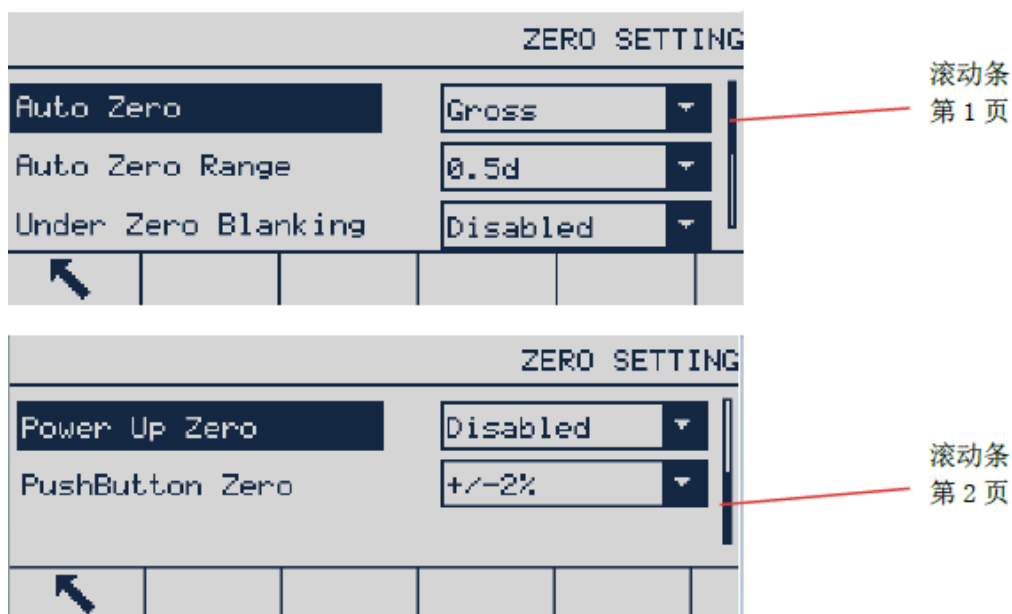 ZERO SETTING
Auto Zero
Gross
Auto Zero Range
0.5d
Under Zero Blanking
Disabled
滚动条
第1页
ZERO SETTING
Power Up Zero
Disabled
PushButton Zero
+/-2%
滚动条
第2页